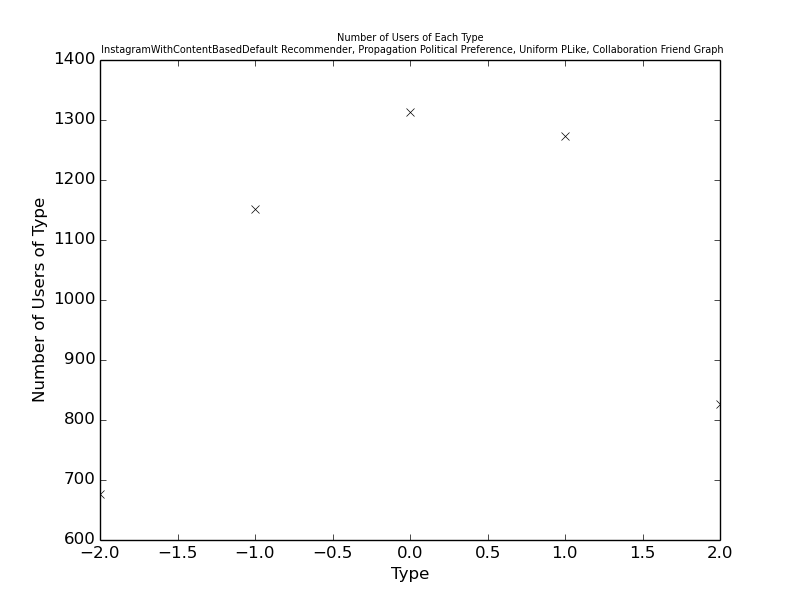 Number of Users of Each Type
InstagramWithContentBasedDefault Recommender, Propagation Political Preference, Uniform PLike, Collaboration Friend Graph
1400
1300
1200
1100
1000
900
800
700
600
Number of Users of Type
−2.0 −1.5 −1.0 −0.5 0.0 0.5 1.0 1.5 2.0
Type